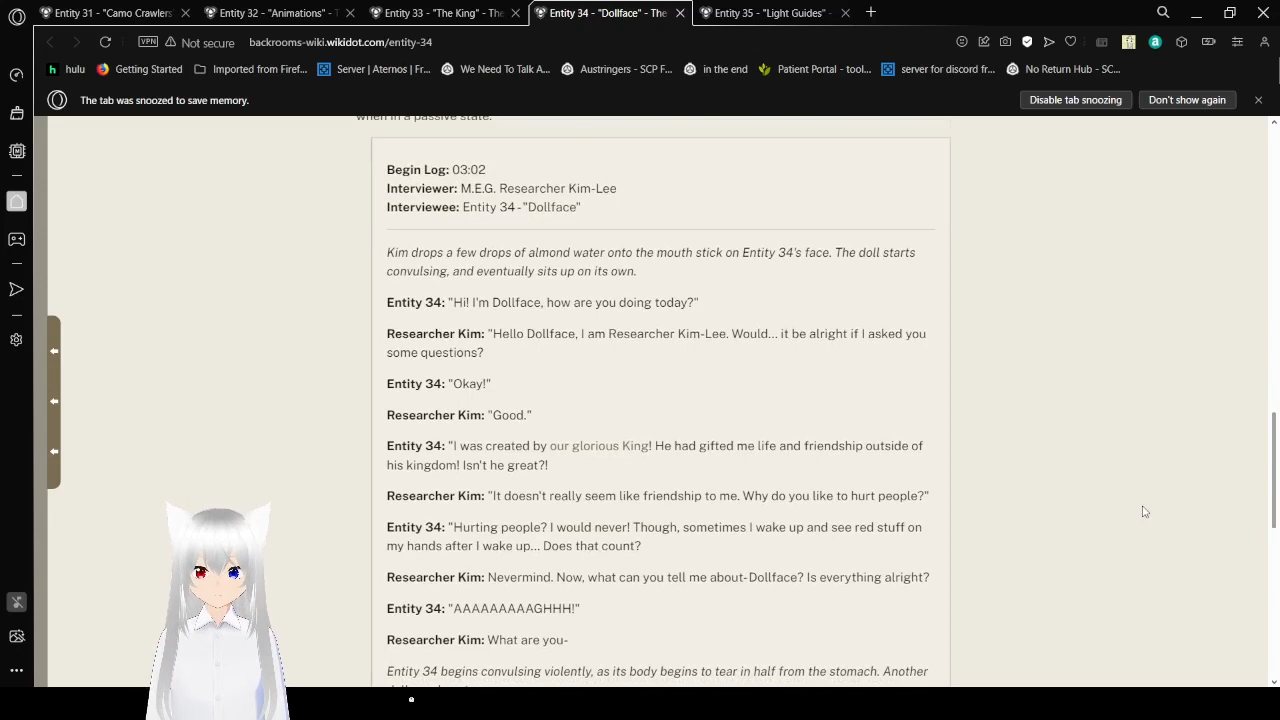 Entity 31 - "Camo Crawlers"
Entity 32 - "Animations" - T
Entity 33 - "The King" - The
Entity 34 - "Dollface" - The
Entity 35 - "Light Guides" -
VPN
Not secure
backrooms-wiki.wikidot.com/entity-34
hulu
Getting Started
Imported from Firef...
Server | Aternos | Fr...
We Need To Talk A...
Austringers - SCP F...
in the end
Patient Portal - tool...
server for discord fr...
No Return Hub - SC...
The tab was snoozed to save memory.
Disable tab snoozing
Don't show again
when in a passive state.
Begin Log: 03:02
Interviewer: M.E.G. Researcher Kim-Lee
Interviewee: Entity 34 - "Dollface"
Kim drops a few drops of almond water onto the mouth stick on Entity 34's face. The doll starts
convulsing, and eventually sits up on its own.
Entity 34: "Hi! I'm Dollface, how are you doing today?"
Researcher Kim: "Hello Dollface, I am Researcher Kim-Lee. Would... it be alright if I asked you
some questions?
Entity 34: "Okay!"
Researcher Kim: "Good."
Entity 34: "I was created by our glorious King! He had gifted me life and friendship outside of
his kingdom! Isn't he great?!
Researcher Kim: "It doesn't really seem like friendship to me. Why do you like to hurt people?"
Entity 34: "Hurting people? I would never! Though, sometimes I wake up and see red stuff on
my hands after I wake up... Does that count?
Researcher Kim: Nevermind. Now, what can you tell me about- Dollface? Is everything alright?
Entity 34: "AAAAAAAAAGHHH!"
Researcher Kim: What are you-
Entity 34 begins convulsing violently, as its body begins to tear in half from the stomach. Another